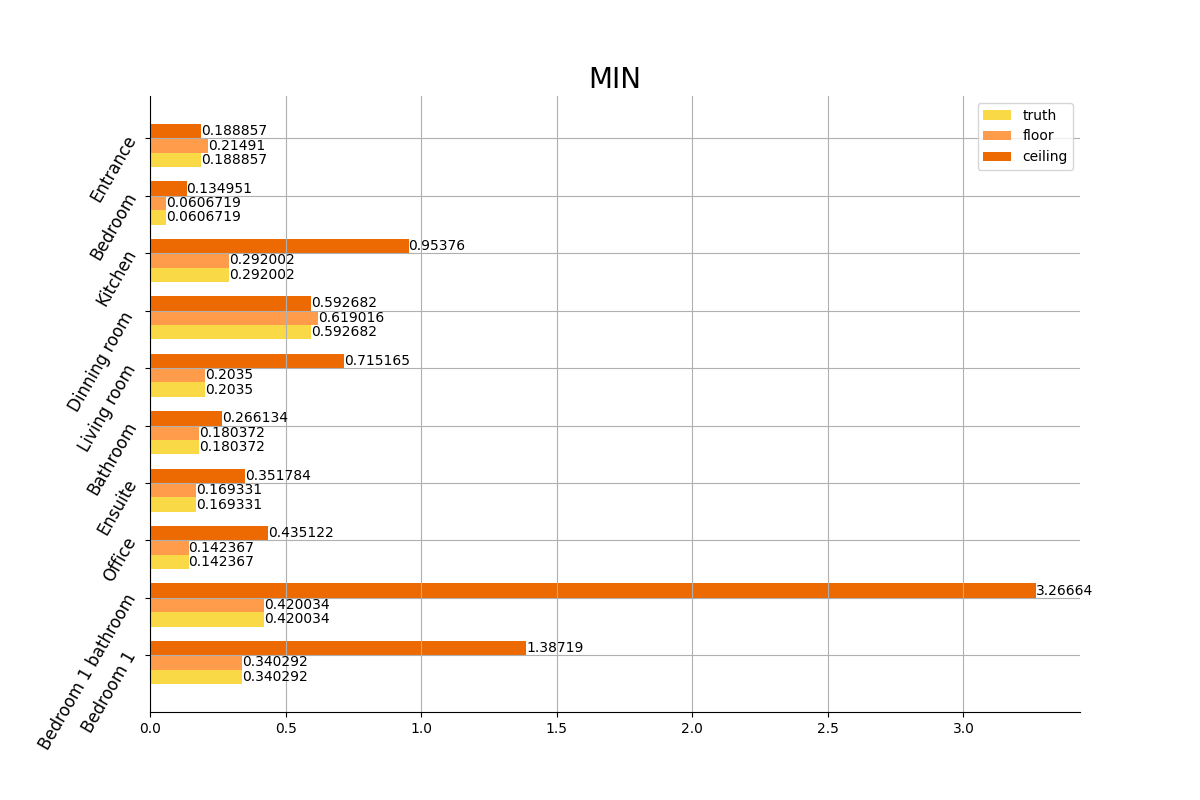 MIN
truth
floor
ceiling
Entrance
0.188857
0.21491
0.188857
Bedroom
0.134951
0.0606719
0.0606719
Kitchen
0.95376
0.292002
0.292002
Dinning room
0.592682
0.619016
0.592682
Living room
0.715165
0.2035
0.2035
Bathroom
0.266134
0.180372
0.180372
Ensuite
0.351784
0.169331
0.169331
Office
0.435122
0.142367
0.142367
Bedroom 1 bathroom
3.26664
0.420034
0.420034
Bedroom 1
1.38719
0.340292
0.340292
0.0 0.5 1.0 1.5 2.0 2.5 3.0